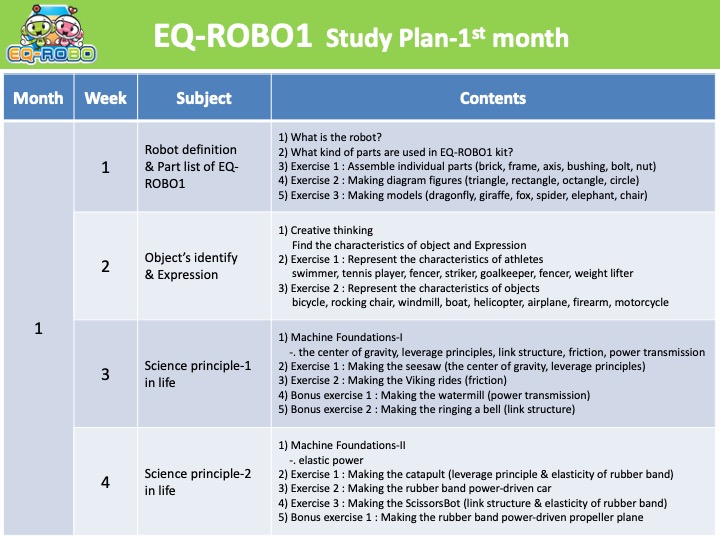 EQ-ROBO
EQ-ROBO1 Study Plan-1st month
Month Week Subject Contents
1
1
Robot definition
& Part list of EQ-
ROBO1
1) What is the robot?
2) What kind of parts are used in EQ-ROBO1 kit?
3) Exercise 1 : Assemble individual parts (brick, frame, axis, bushing, bolt, nut)
4) Exercise 2 : Making diagram figures (triangle, rectangle, octangle, circle)
5) Exercise 3 : Making models (dragonfly, giraffe, fox, spider, elephant, chair)
2
Object's identify
& Expression
1) Creative thinking
Find the characteristics of object and Expression
2) Exercise 1 : Represent the characteristics of athletes
swimmer, tennis player, fencer, striker, goalkeeper, fencer, weight lifter
3) Exercise 2 : Represent the characteristics of objects
bicycle, rocking chair, windmill, boat, helicopter, airplane, firearm, motorcycle
3
Science principle-1
in life
1) Machine Foundations-I
-. the center of gravity, leverage principles, link structure, friction, power transmission
2) Exercise 1 : Making the seesaw (the center of gravity, leverage principles)
3) Exercise 2 : Making the Viking rides (friction)
4) Bonus exercise 1 : Making the watermill (power transmission)
5) Bonus exercise 2 : Making the ringing a bell (link structure)
4
Science principle-2
in life
1) Machine Foundations-II
-. elastic power
2) Exercise 1 : Making the catapult (leverage principle & elasticity of rubber band)
3) Exercise 2 : Making the rubber band power-driven car
4) Exercise 3 : Making the ScissorsBot (link structure & elasticity of rubber band)
5) Bonus exercise 1 : Making the rubber band power-driven propeller plane